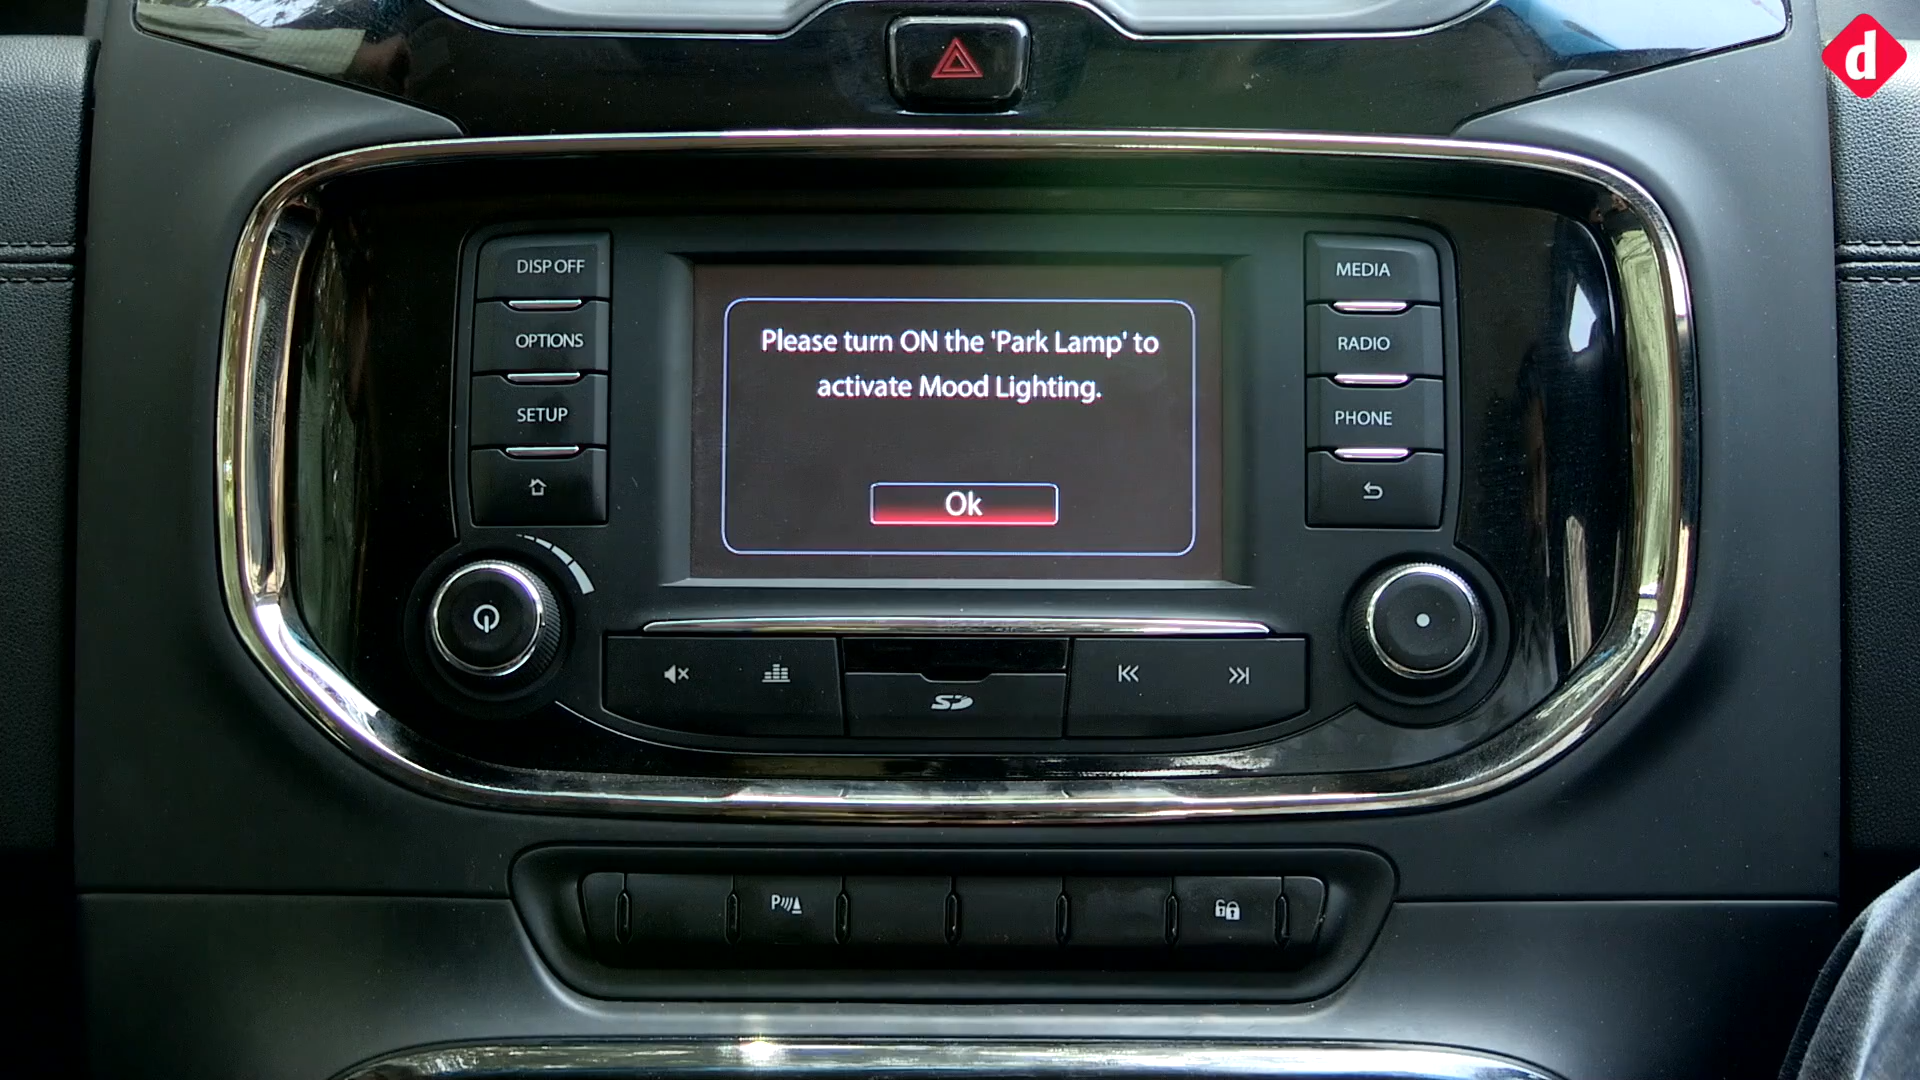 d
DISP OFF
OPTIONS
SETUP
Please turn ON the 'Park Lamp' to
activate Mood Lighting.
Ok
MEDIA
RADIO
PHONE
SD
P